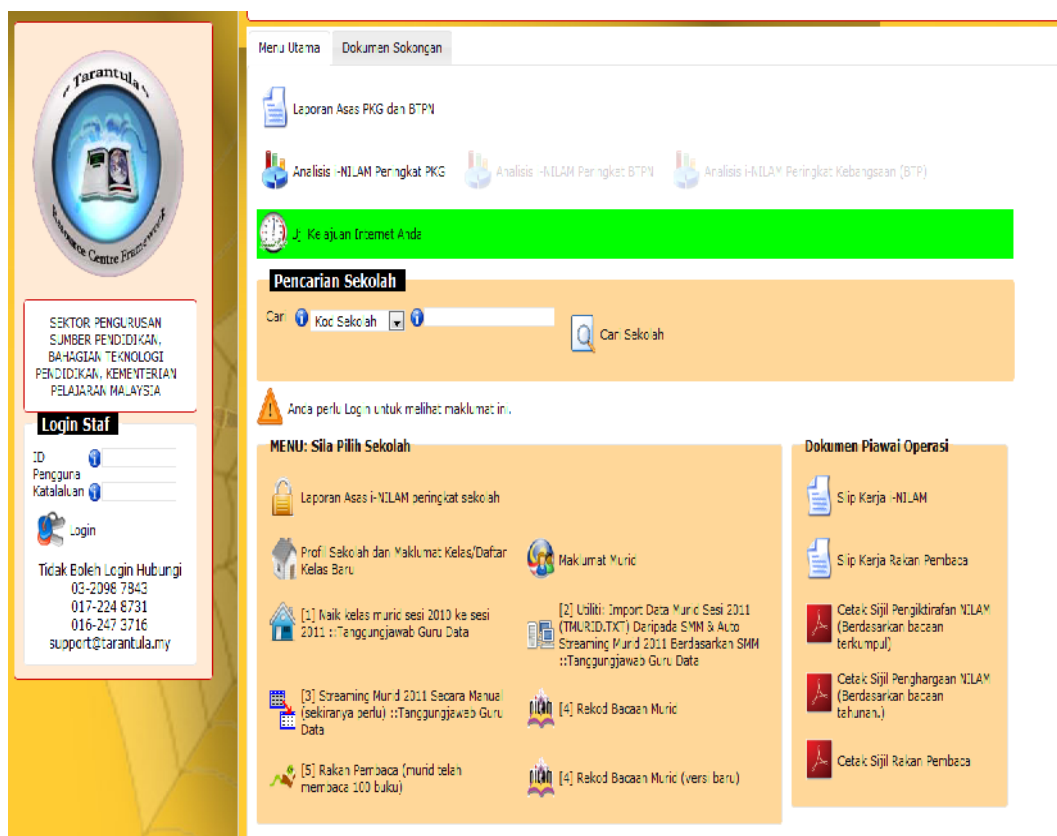 ~ Tarantula ~
Resource Centre Framework
SEKTOR PENGURUSAN
SUMBER PENDIDIKAN,
BAHAGIAN TEKNOLOGI
PENDIDIKAN, KEMENTERIAN
PELAJARAN MALAYSIA
Login Staf
ID
Pengguna
Katalaluan
Login
Tidak Boleh Login Hubungi
03-2098 7843
017-224 8731
016-247 3716
support@tarantula.my
Menu Utama
Dokumen Sokongan
Laporan Asas PKG dan BTPN
Analisis i-NILAM Peringkat PKG
Analisis i-NILAM Peringkat BTPN
Analisis i-NILAM Peringkat Kebangsaan (BTP)
Uji Kelajuan Internet Anda
Pencarian Sekolah
Cari
Kod Sekolah
Cari Sekolah
Anda perlu Login untuk melihat maklumat ini.
MENU: Sila Pilih Sekolah
Laporan Asas i-NILAM peringkat sekolah
Profil Sekolah dan Maklumat Kelas/Daftar
Kelas Baru
Maklumat Murid
[1] Naik kelas murid sesi 2010 ke sesi
2011 ::Tanggungjawab Guru Data
[2] Utiliti: Import Data Murid Sesi 2011
(TMURID.TXT) Daripada SMM & Auto
Streaming Murid 2011 Berdasarkan SMM
::Tanggungjawab Guru Data
[3] Streaming Murid 2011 Secara Manual
(sekiranya perlu) ::Tanggungjawab Guru
Data
nilam
[4] Rekod Bacaan Murid
[5] Rakan Pembaca (murid telah
membaca 100 buku)
nilam
[4] Rekod Bacaan Murid (versi baru)
Dokumen Piawai Operasi
Slip Kerja i-NILAM
Slip Kerja Rakan Pembaca
Cetak Sijil Pengiktirafan NILAM
(Berdasarkan bacaan
terkumpul)
Cetak Sijil Penghargaan NILAM
(Berdasarkan bacaan
tahunan.)
Cetak Sijil Rakan Pembaca